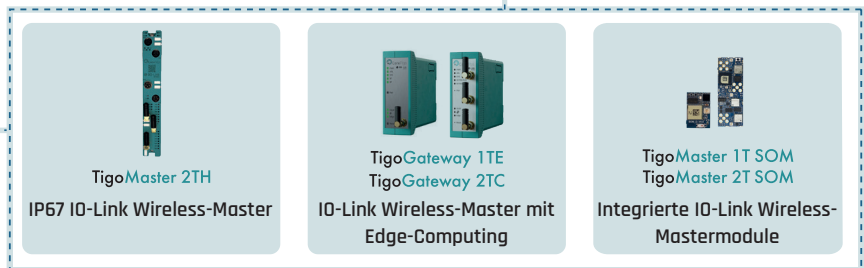 TigoMaster 2TH
IP67 IO-Link Wireless-Master
TigoGateway 1TE
TigoGateway 2TC
IO-Link Wireless-Master mit
Edge-Computing
TigoMaster 1T SOM
TigoMaster 2T SOM
Integrierte IO-Link Wireless-
Mastermodule